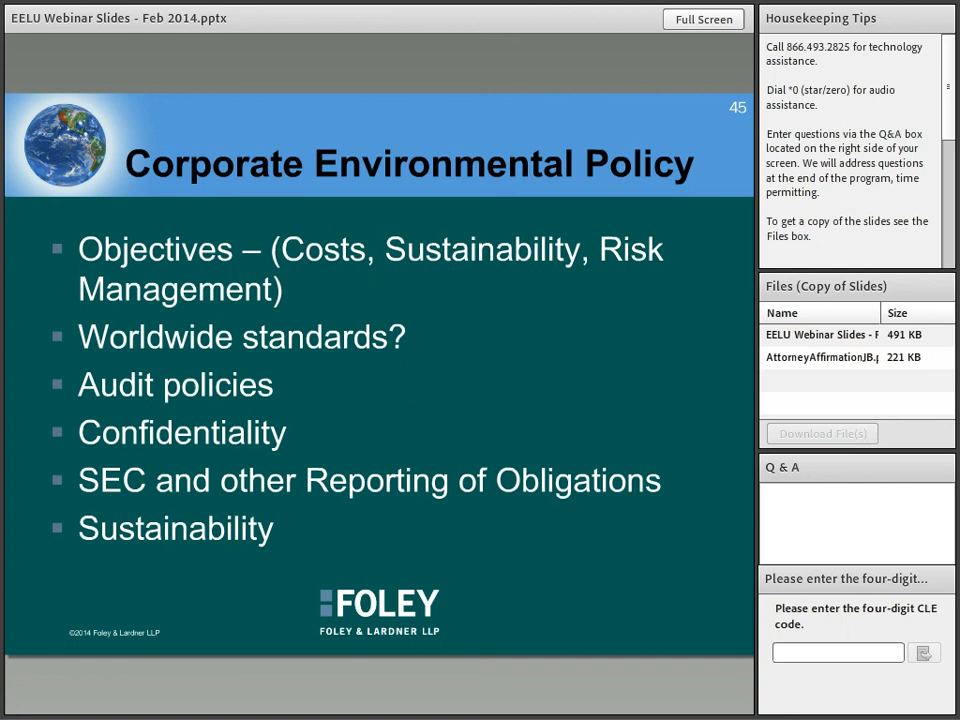 EELU Webinar Slides - Feb 2014.pptx
Full Screen
45
Corporate Environmental Policy
Objectives – (Costs, Sustainability, Risk
Management)
Worldwide standards?
Audit policies
Confidentiality
SEC and other Reporting of Obligations
Sustainability
FOLEY
FOLEY & LARDNER LLP
©2014 Foley & Lardner LLP
Housekeeping Tips
Call 866.493.2825 for technology
assistance.
Dial *0 (star/zero) for audio
assistance.
Enter questions via the Q&A box
located on the right side of your
screen. We will address questions
at the end of the program, time
permitting.
To get a copy of the slides see the
Files box.
Files (Copy of Slides)
Name Size
EELU Webinar Slides - F 491 KB
AttorneyAffirmationJB.p 221 KB
Download File(s)
Q & A
Please enter the four-digit...
Please enter the four-digit CLE
code.